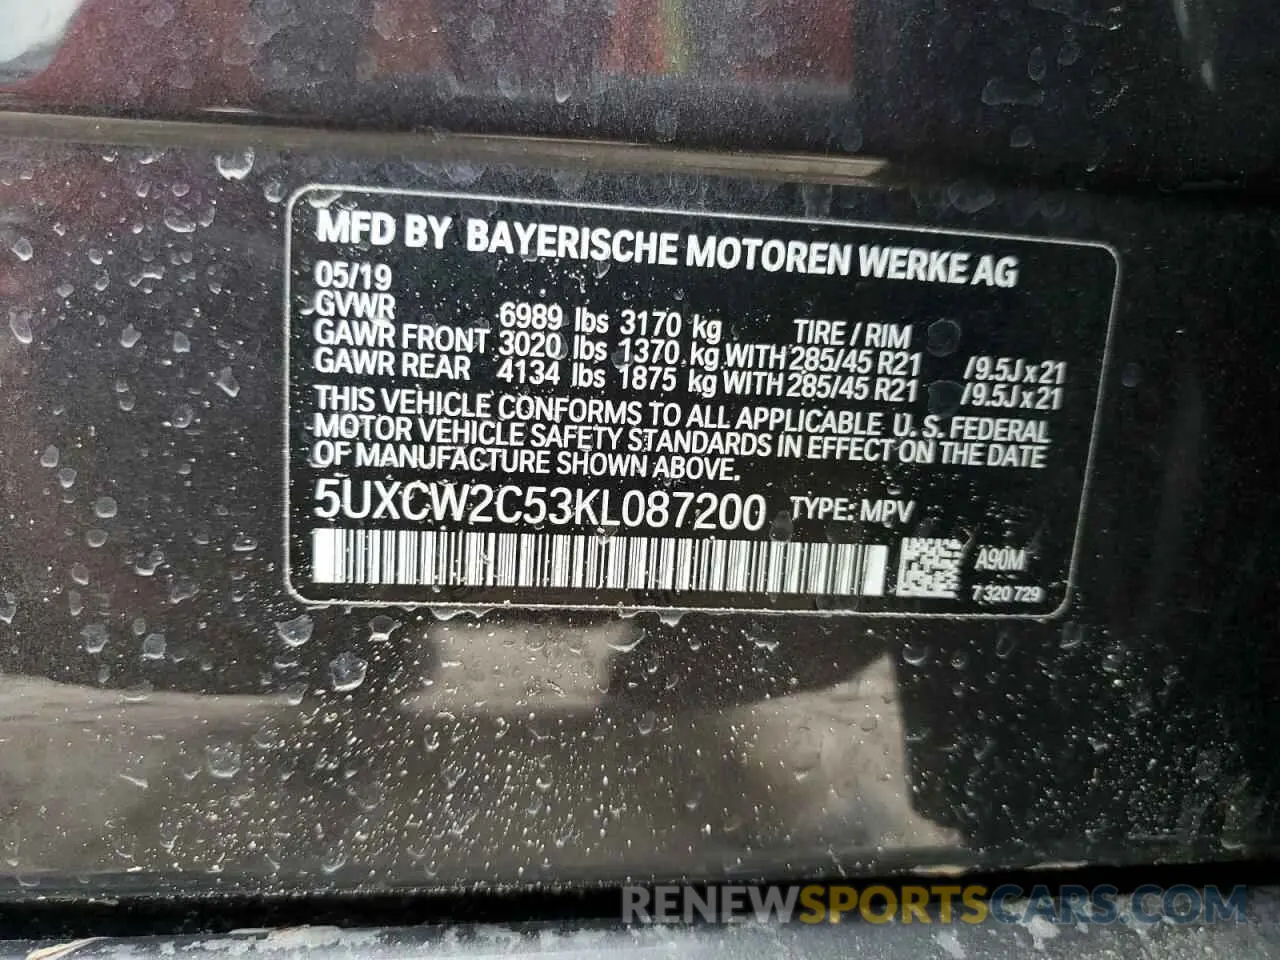 MFD BY BAYERISCHE MOTOREN WERKE AG
05/19
GVWR 6989 lbs 3170 kg TIRE / RIM
GAWR FRONT 3020 lbs 1370 kg WITH 285/45 R21 /9.5J x 21
GAWR REAR 4134 lbs 1875 kg WITH 285/45 R21 /9.5J x 21
THIS VEHICLE CONFORMS TO ALL APPLICABLE U. S. FEDERAL
MOTOR VEHICLE SAFETY STANDARDS IN EFFECT ON THE DATE
OF MANUFACTURE SHOWN ABOVE.
5UXCW2C53KL087200 TYPE: MPV
A90M
7 320 729
RENEWSPORTSCARS.COM